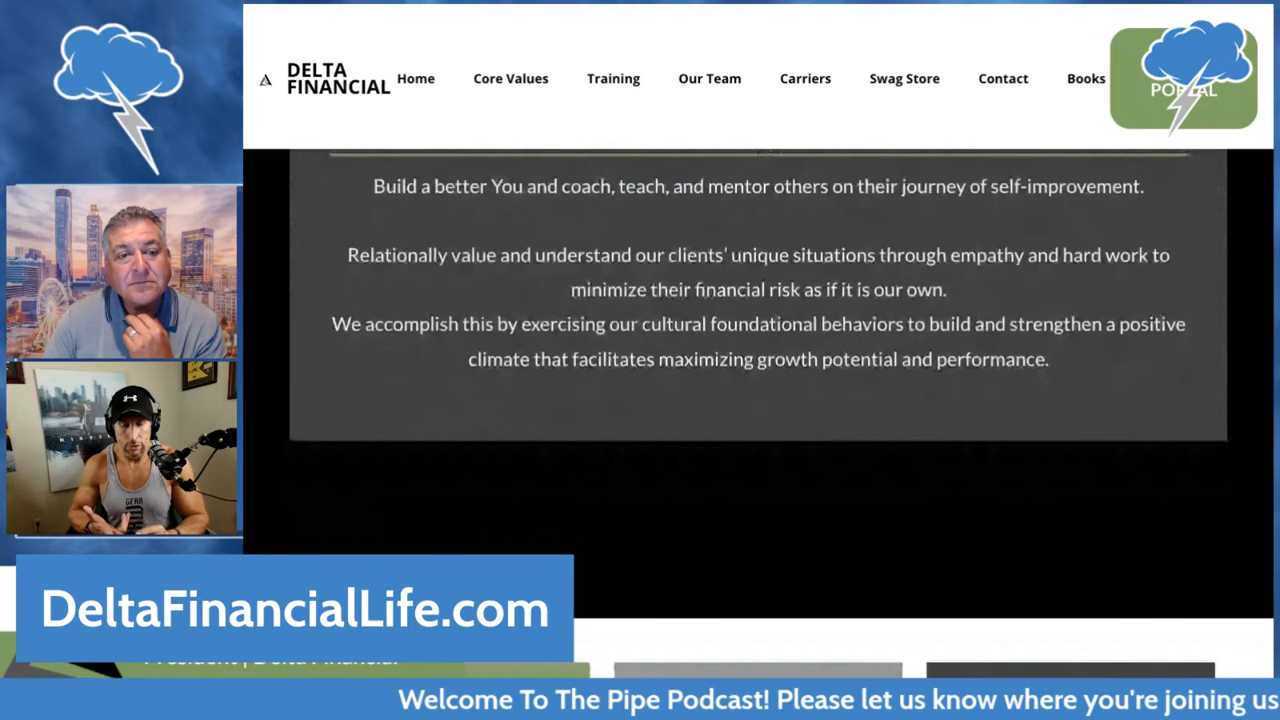 DELTA
FINANCIAL
Home Core Values Training Our Team Carriers Swag Store Contact Books
Build a better You and coach, teach, and mentor others on their journey of self-improvement.
Relationally value and understand our clients' unique situations through empathy and hard work to
minimize their financial risk as if it is our own.
We accomplish this by exercising our cultural foundational behaviors to build and strengthen a positive
climate that facilitates maximizing growth potential and performance.
DeltaFinancialLife.com
President | Delta Financial
Welcome To The Pipe Podcast! Please let us know where you're joining us